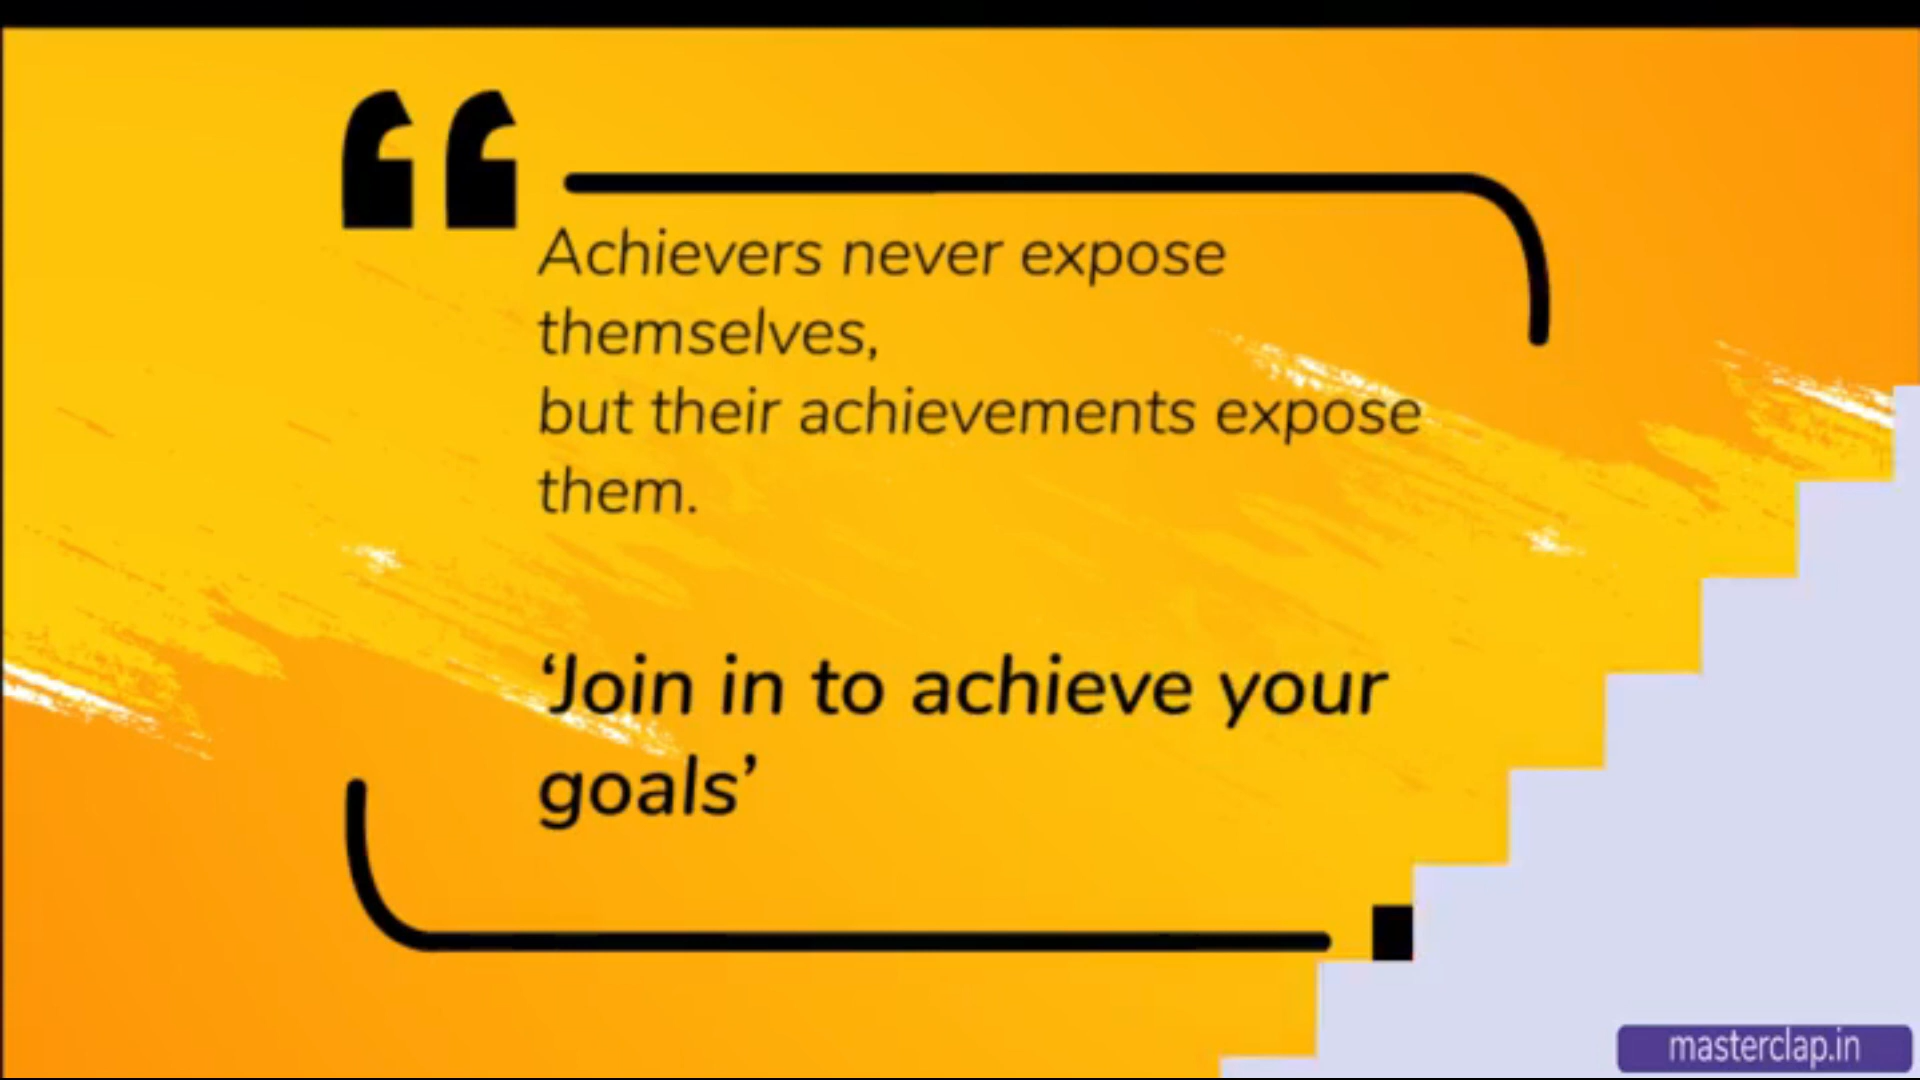 Achievers never expose
themselves,
but their achievements expose
them.
‘Join in to achieve your
goals’
masterclap.in